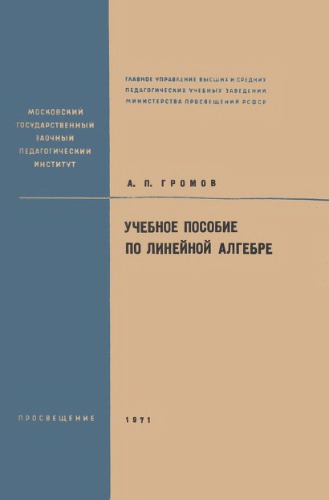 ГЛАВНОЕ УПРАВЛЕНИЕ ВЫСШИХ И СРЕДНИХ
ПЕДАГОГИЧЕСКИХ УЧЕБНЫХ ЗАВЕДЕНИЙ
МИНИСТЕРСТВА ПРОСВЕЩЕНИЯ РСФСР
МОСКОВСКИЙ
ГОСУДАРСТВЕННЫЙ
ЗАОЧНЫЙ
ПЕДАГОГИЧЕСКИЙ
ИНСТИТУТ
А. П. ГРОМОВ
УЧЕБНОЕ ПОСОБИЕ
ПО ЛИНЕЙНОЙ АЛГЕБРЕ
ПРОСВЕЩЕНИЕ
1971